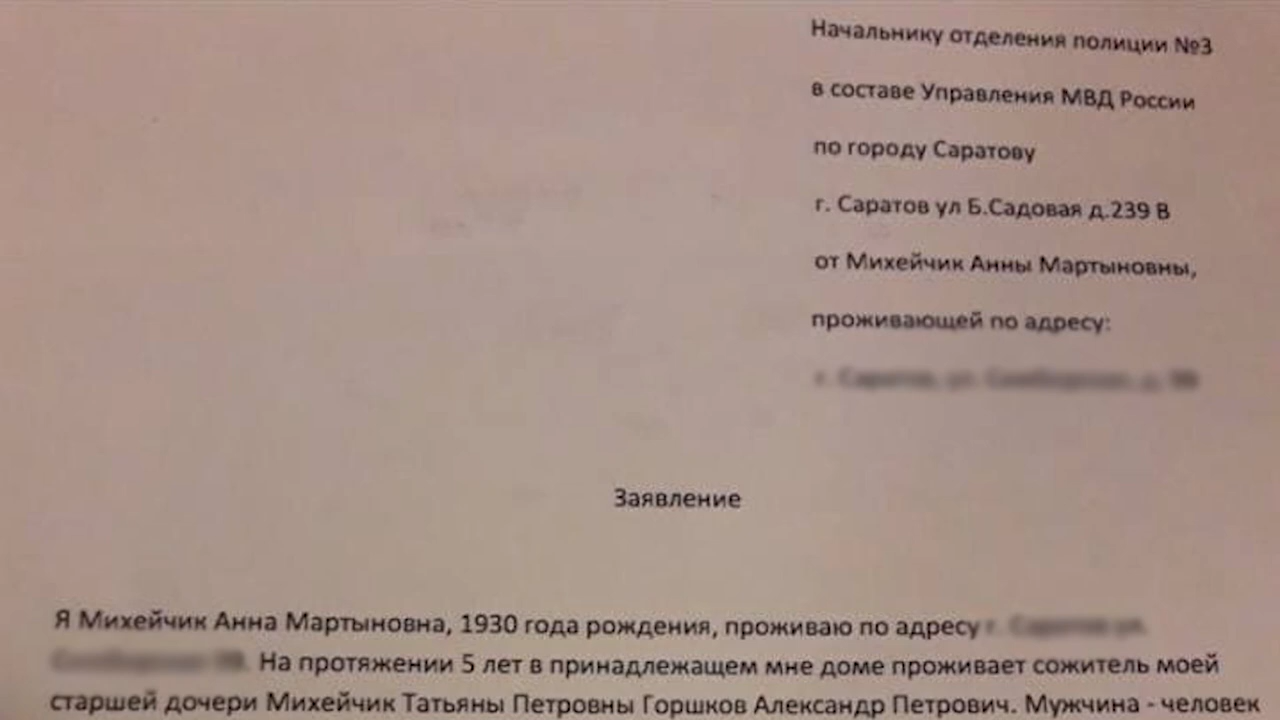 Начальнику отделения полиции №3
в составе Управления МВД России
по городу Саратову
г. Саратов ул Б.Садовая д.239 В
от Михейчик Анны Мартыновны,
проживающей по адресу:
Заявление
Я Михейчик Анна Мартыновна, 1930 года рождения, проживаю по адресу
На протяжении 5 лет в принадлежащем мне доме проживает сожитель моей
старшей дочери Михейчик Татьяны Петровны Горшков Александр Петрович. Мужчина - человек